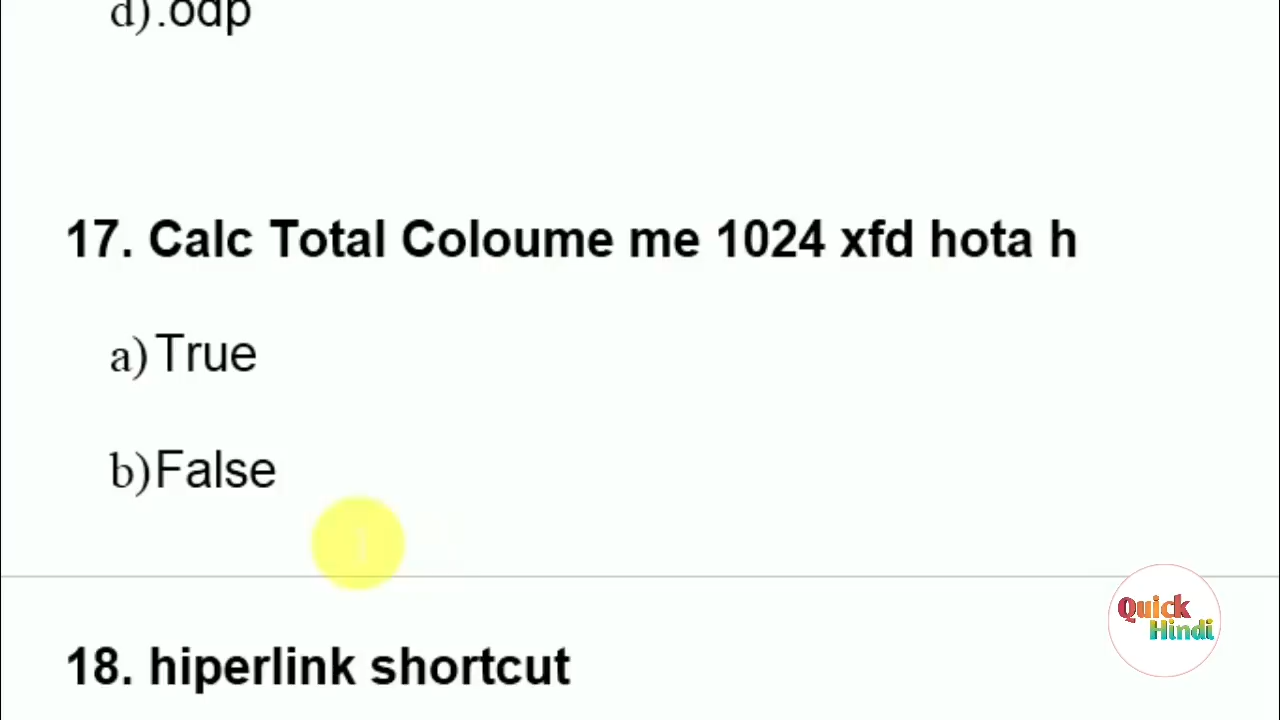 d).odp
17. Calc Total Coloume me 1024 xfd hota h
a) True
b) False
18. hiperlink shortcut
Quick
Hindi